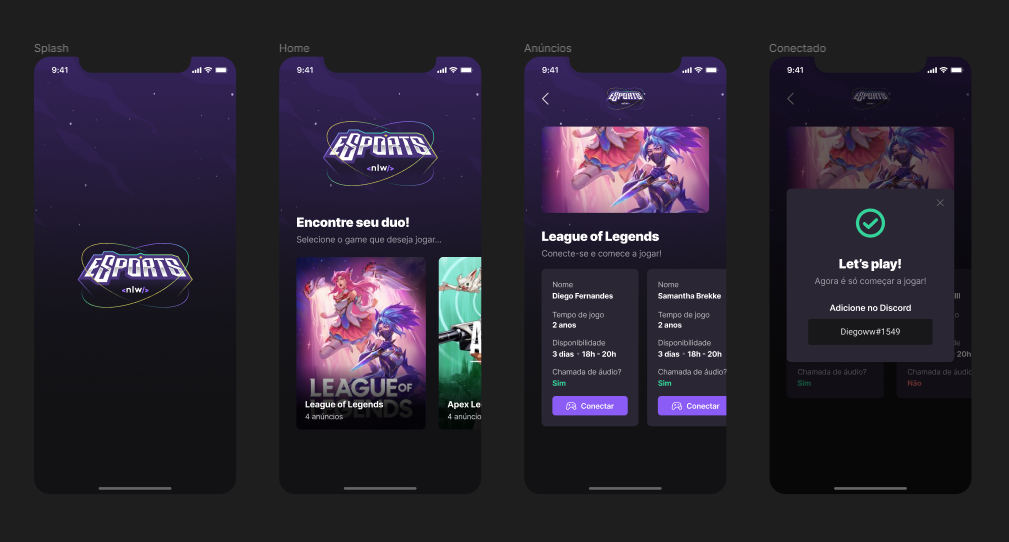 Splash
9:41
ESPORTS
<nlw/>
Home
9:41
ESPORTS
<nlw/>
Encontre seu duo!
Selecione o game que deseja jogar...
LEAGUE OF
LEGENDS
League of Legends
4 anúncios
Apex Le
4 anúncio
Anúncios
9:41
ESPORTS
League of Legends
Conecte-se e comece a jogar!
Nome
Diego Fernandes
Tempo de jogo
2 anos
Disponibilidade
3 dias • 18h - 20h
Chamada de áudio?
Sim
Conectar
Nome
Samantha Brekke
Tempo de jogo
2 anos
Disponibilidade
3 dias • 18h - 20h
Chamada de áudio?
Sim
Conectar
Conectado
9:41
ESPORTS
Let's play!
Agora é só começar a jogar!
Adicione no Discord
Diegoww#1549
20h
Chamada de áudio?
Sim
Chamada de áudio
Não